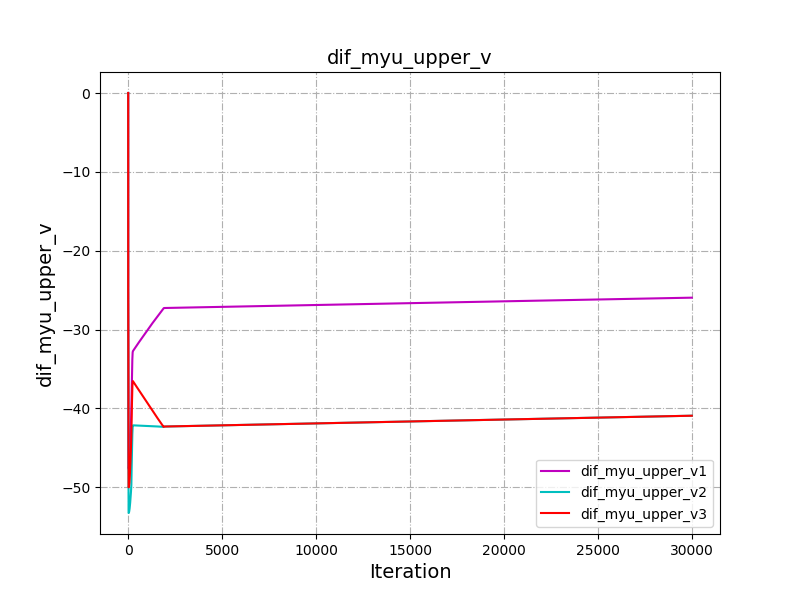 dif_myu_upper_v
dif_myu_upper_v
0
−10
−20
−30
−40
−50
dif_myu_upper_v1
dif_myu_upper_v2
dif_myu_upper_v3
0 5000 10000 15000 20000 25000 30000
Iteration